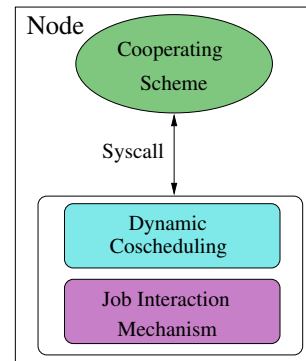 Node
Cooperating
Scheme
Syscall
Dynamic
Coscheduling
Job Interaction
Mechanism